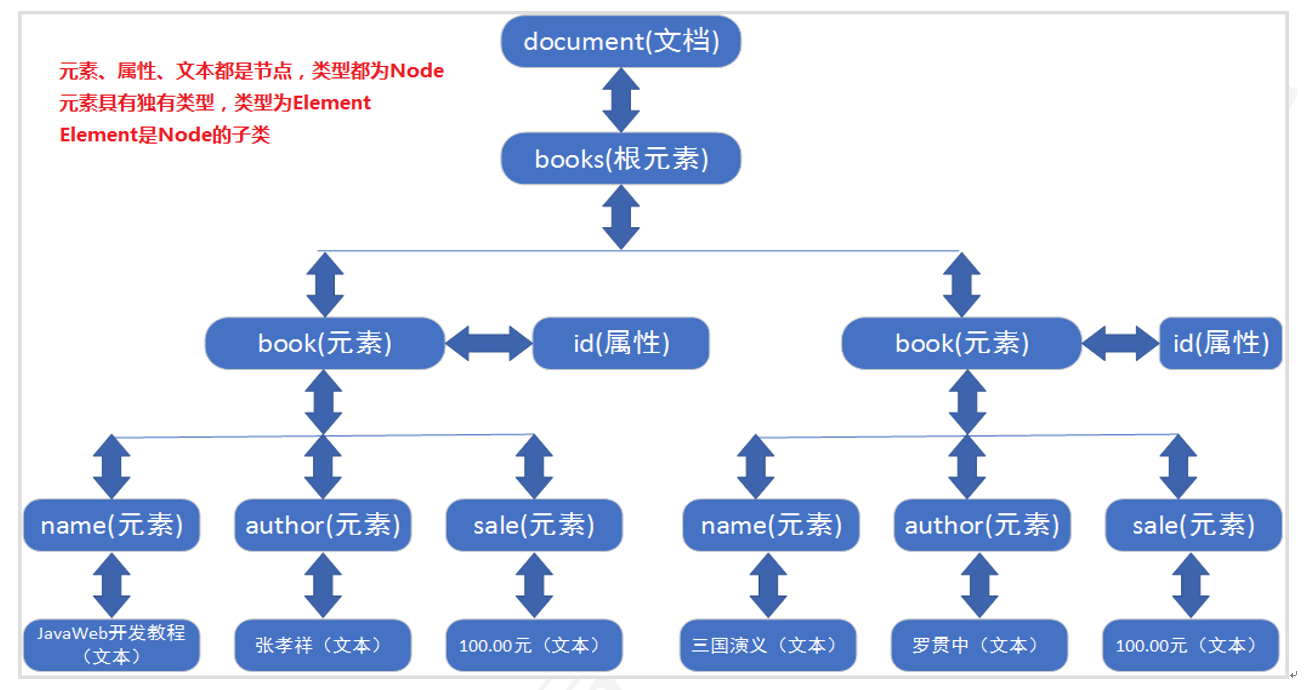 document(文档)
元素、属性、文本都是节点，类型都为Node
元素具有独有类型，类型为Element
Element是Node的子类
books(根元素)
book(元素)
id(属性)
book(元素)
id(属性)
name(元素)
author(元素)
sale(元素)
name(元素)
author(元素)
sale(元素)
JavaWeb开发教程
（文本）
张孝祥（文本）
100.00元（文本）
三国演义（文本）
罗贯中（文本）
100.00元（文本）